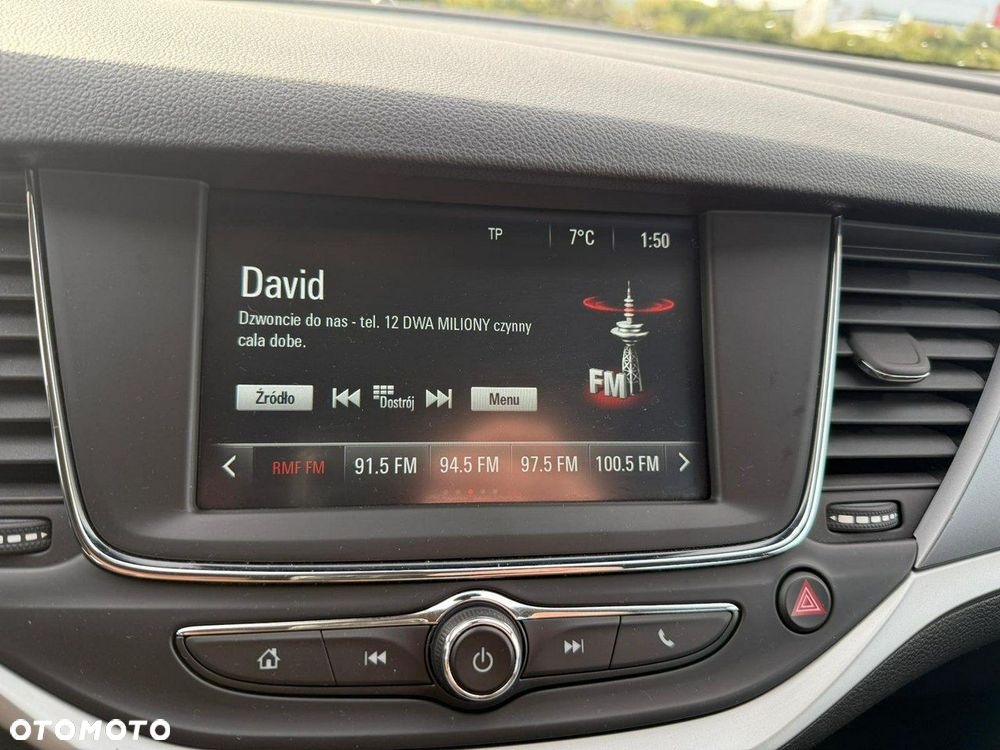 TP 7°C 1:50
David
Dzwoncie do nas - tel. 12 DWA MILIONY czynny
cala dobe.
FM
Źródło Dostrój Menu
RMF FM 91.5 FM 94.5 FM 97.5 FM 100.5 FM
OTOMOTO